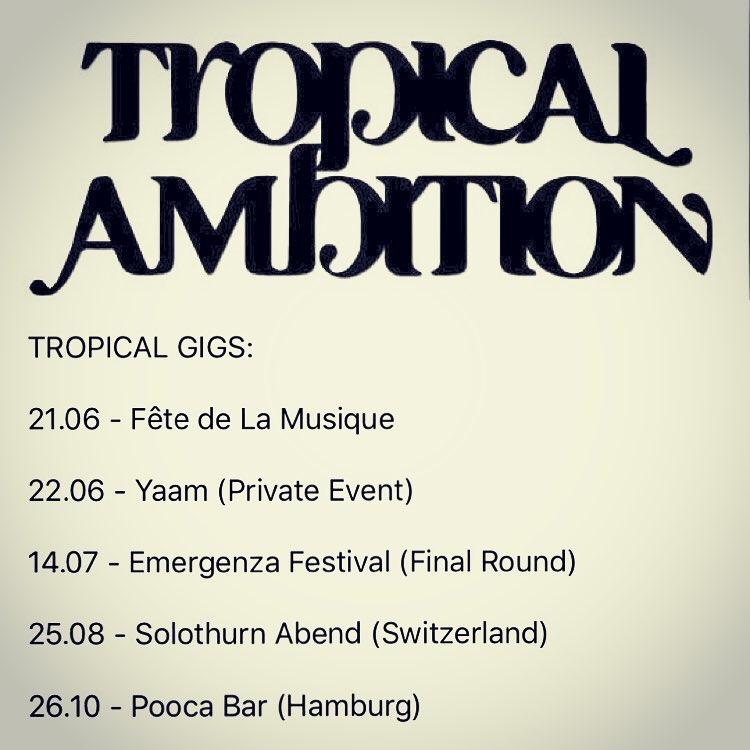 TROPICAL
AMBITION
TROPICAL GIGS:
21.06 - Fête de La Musique
22.06 - Yaam (Private Event)
14.07 - Emergenza Festival (Final Round)
25.08 - Solothurn Abend (Switzerland)
26.10 - Pooca Bar (Hamburg)